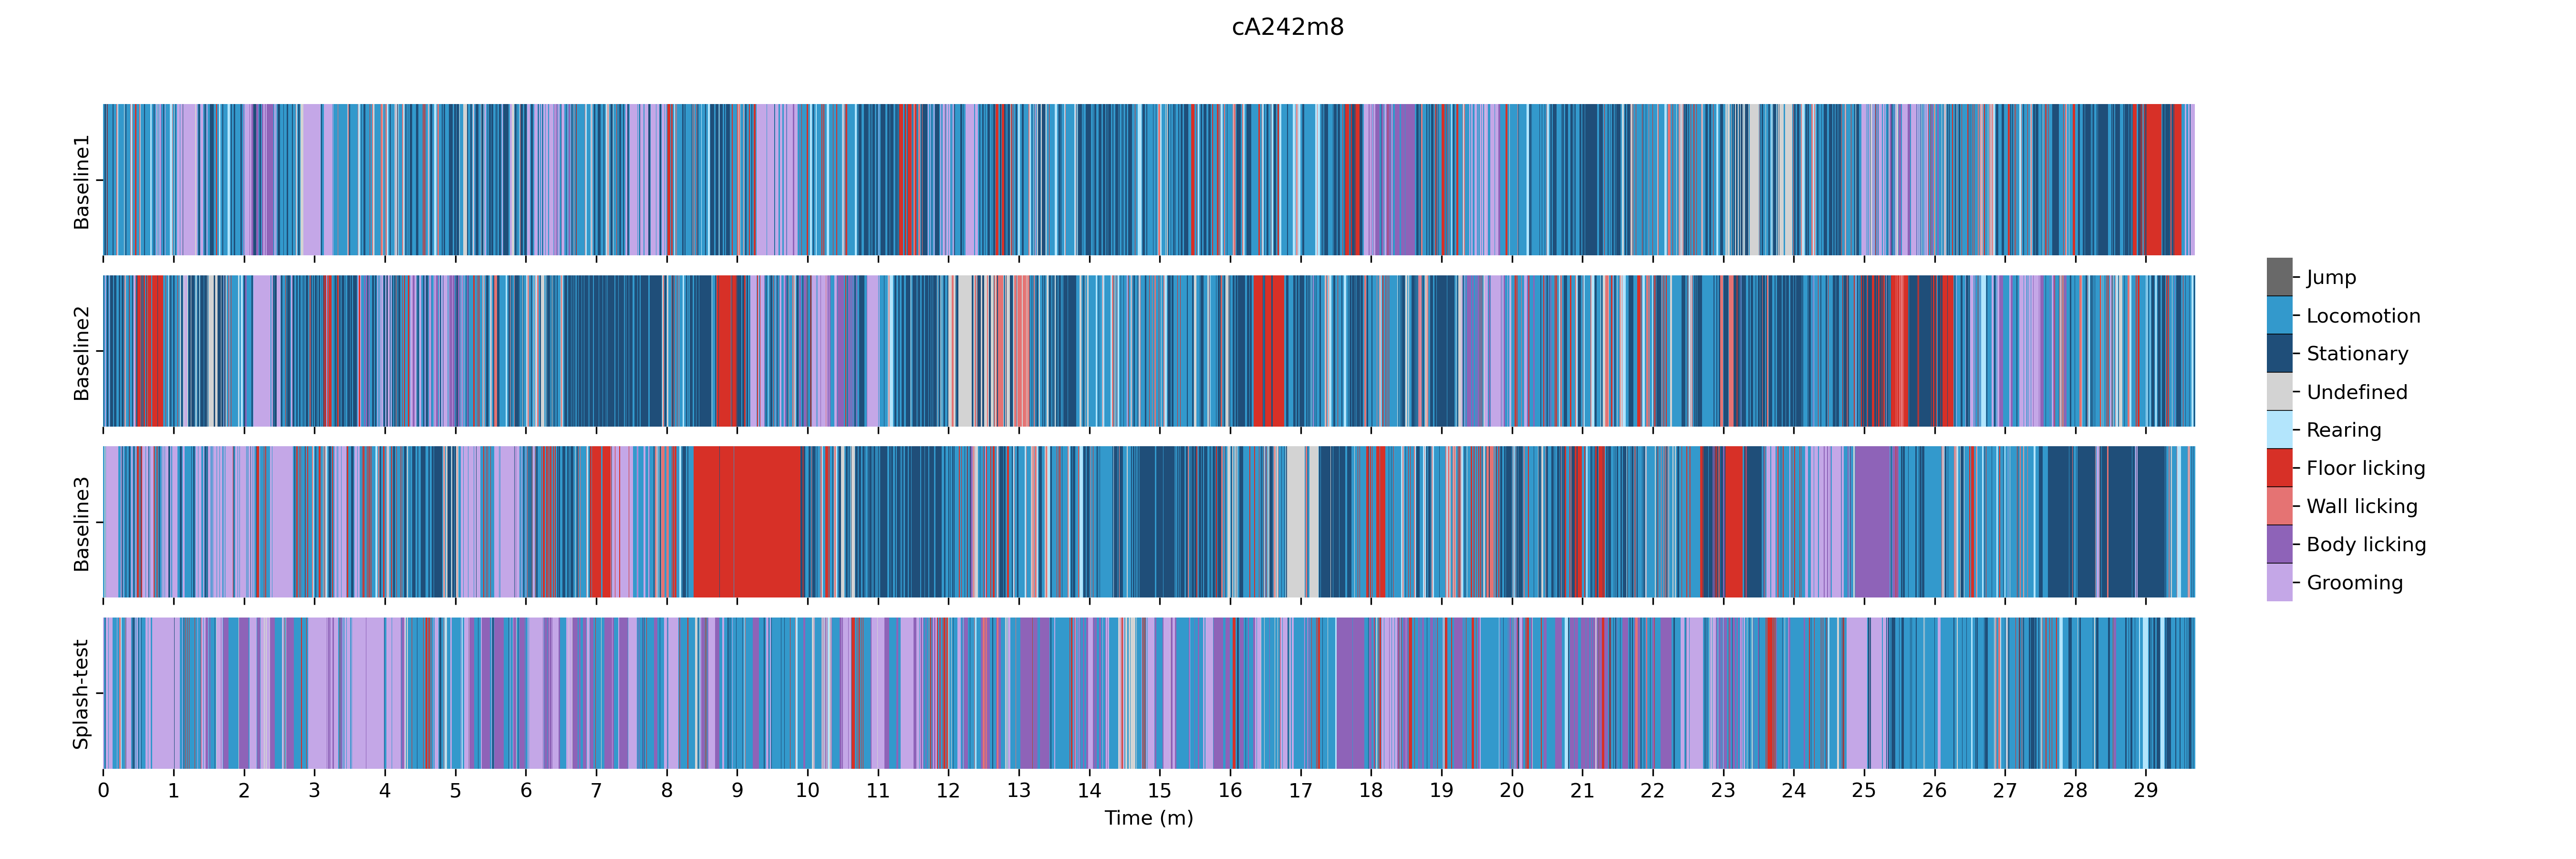 cA242m8
Baseline1
Baseline2
Baseline3
Splash-test
0 1 2 3 4 5 6 7 8 9 10 11 12 13 14 15 16 17 18 19 20 21 22 23 24 25 26 27 28 29
Time (m)
Jump
Locomotion
Stationary
Undefined
Rearing
Floor licking
Wall licking
Body licking
Grooming